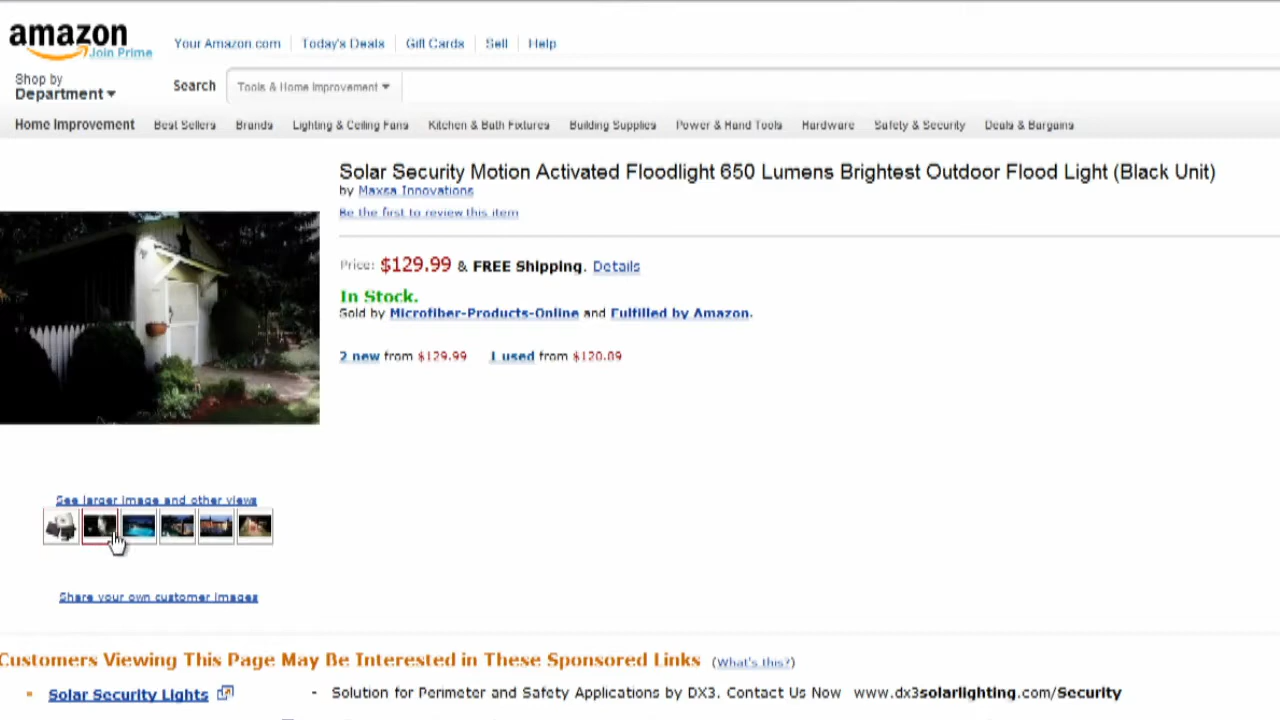 amazon
Join Prime
Your Amazon.com Today's Deals Gift Cards Sell Help
Shop by
Department
Search Tools & Home Improvement
Home Improvement Best Sellers Brands Lighting & Ceiling Fans Kitchen & Bath Fixtures Building Supplies Power & Hand Tools Hardware Safety & Security Deals & Bargains
Solar Security Motion Activated Floodlight 650 Lumens Brightest Outdoor Flood Light (Black Unit)
by Maxsa Innovations
Be the first to review this item
Price: $129.99 & FREE Shipping. Details
In Stock.
Sold by Microfiber-Products-Online and Fulfilled by Amazon.
2 new from $129.99 1 used from $120.89
See larger image and other views
Share your own customer images
Customers Viewing This Page May Be Interested in These Sponsored Links (What's this?)
Solar Security Lights - Solution for Perimeter and Safety Applications by DX3. Contact Us Now www.dx3solarlighting.com/Security